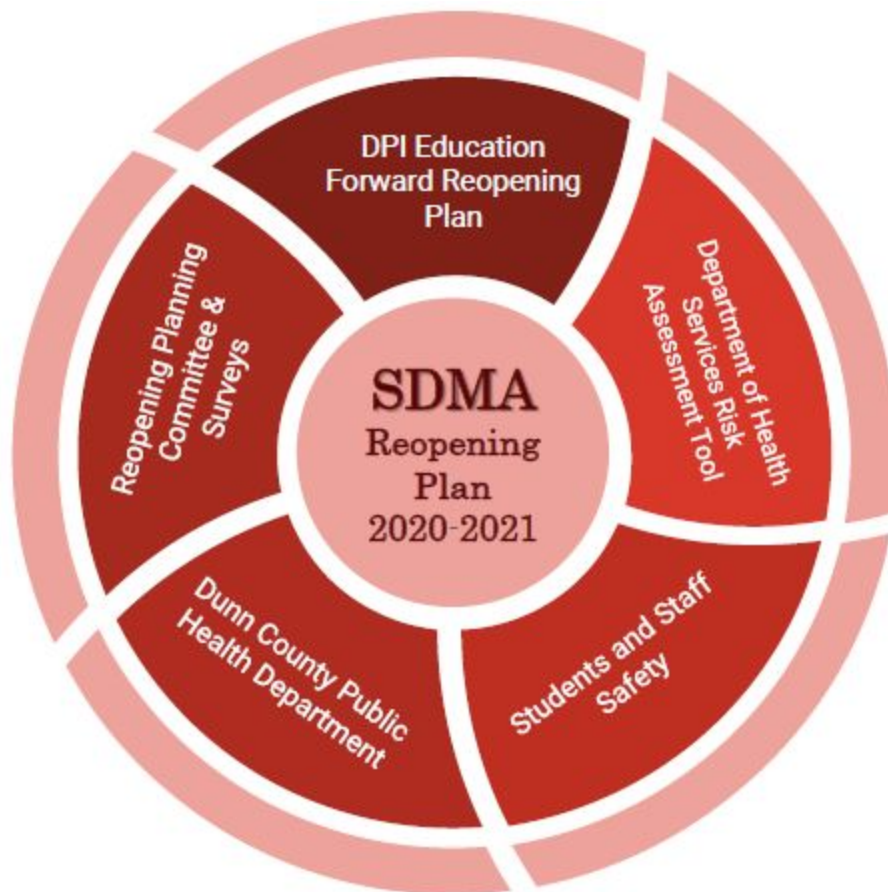 DPI Education
Forward Reopening
Plan
Department of Health
Services Risk
Assessment Tool
Students and Staff
Safety
Dunn County Public
Health Department
Reopening Planning
Committee &
Surveys
SDMA
Reopening
Plan
2020-2021